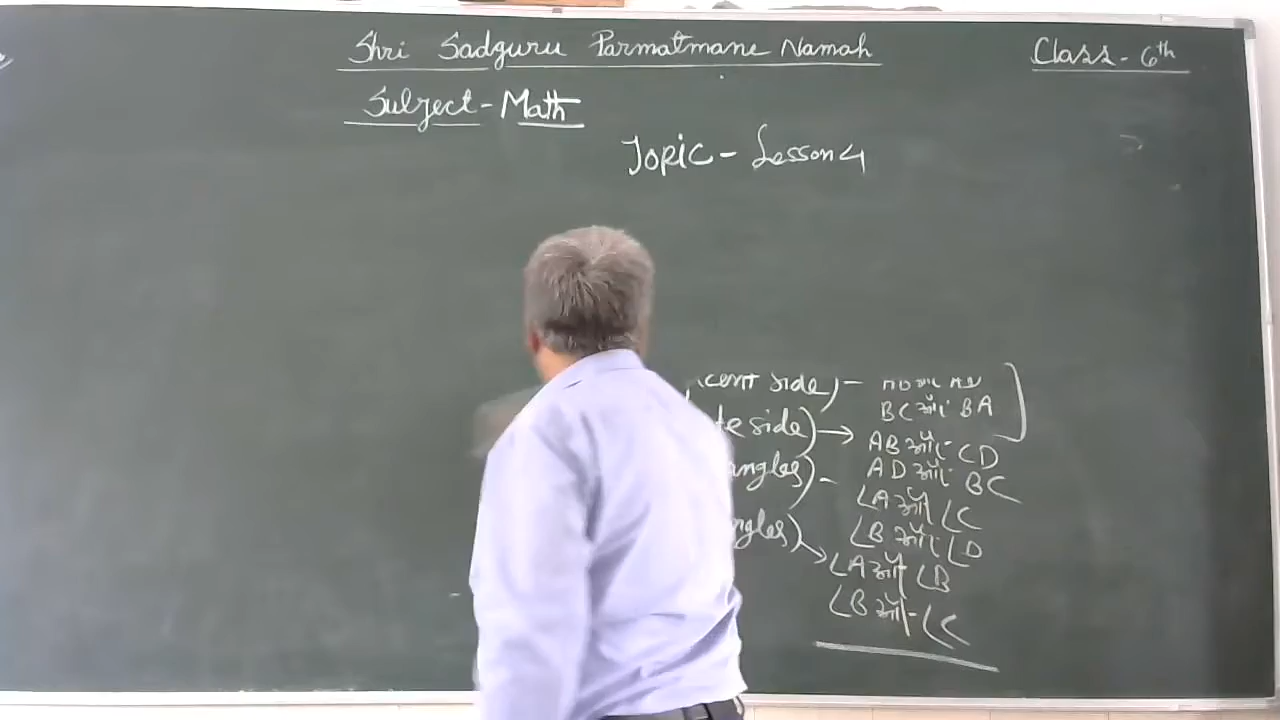 Shri Sadguru Parmatmane Namah
Class - 6th
Subject - Math
Topic - Lesson 4
cent side) -
BC और BA
te side) → AB और CD
AD और BC
angles) - ∠A और ∠C
∠B और ∠D
ngles) → ∠A और ∠B
∠B और ∠C